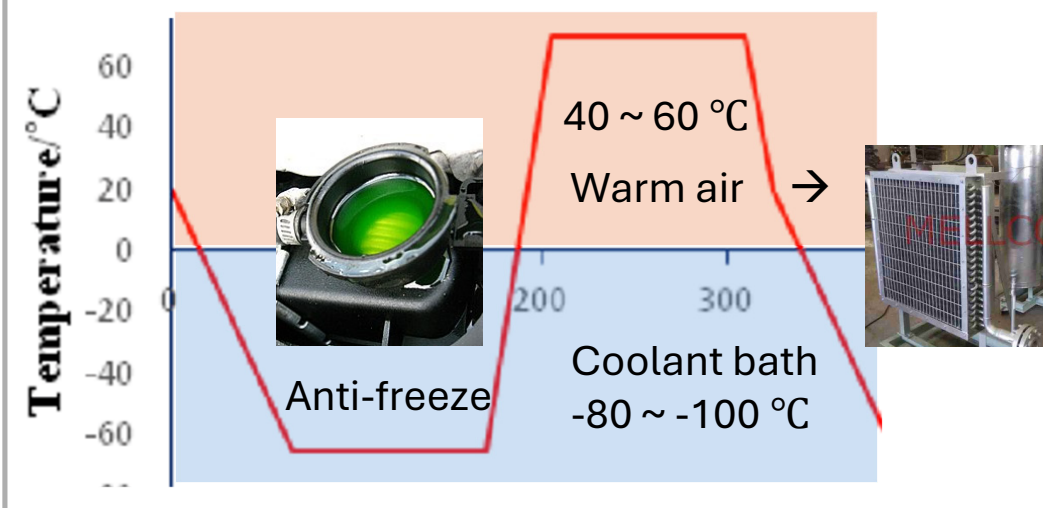 Temperature/°C
60
40
20
0
-20
-40
-60
0
200
300
40 ~ 60 ℃
Warm air →
Anti-freeze
Coolant bath
-80 ~ -100 ℃